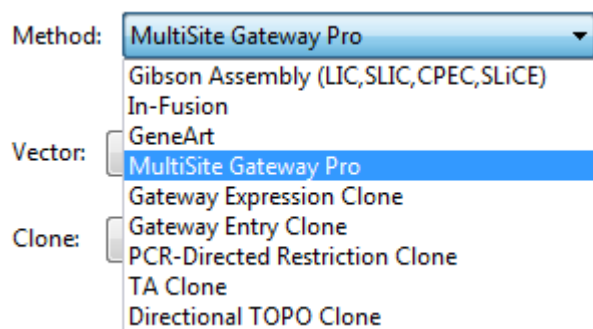 Method: MultiSite Gateway Pro
Gibson Assembly (LIC,SLIC,CPEC,SLiCE)
In-Fusion
GeneArt
Vector:
MultiSite Gateway Pro
Gateway Expression Clone
Gateway Entry Clone
Clone:
PCR-Directed Restriction Clone
TA Clone
Directional TOPO Clone